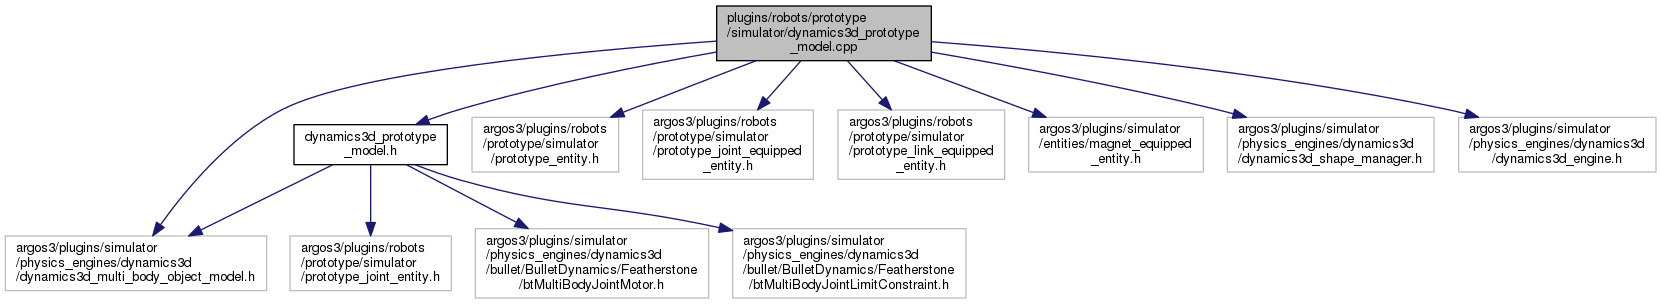 plugins/robots/prototype
/simulator/dynamics3d_prototype
_model.cpp
dynamics3d_prototype
_model.h
argos3/plugins/robots
/prototype/simulator
/prototype_entity.h
argos3/plugins/robots
/prototype/simulator
/prototype_joint_equipped
_entity.h
argos3/plugins/robots
/prototype/simulator
/prototype_link_equipped
_entity.h
argos3/plugins/simulator
/entities/magnet_equipped
_entity.h
argos3/plugins/simulator
/physics_engines/dynamics3d
/dynamics3d_shape_manager.h
argos3/plugins/simulator
/physics_engines/dynamics3d
/dynamics3d_engine.h
argos3/plugins/simulator
/physics_engines/dynamics3d
/dynamics3d_multi_body_object_model.h
argos3/plugins/robots
/prototype/simulator
/prototype_joint_entity.h
argos3/plugins/simulator
/physics_engines/dynamics3d
/bullet/BulletDynamics/Featherstone
/btMultiBodyJointMotor.h
argos3/plugins/simulator
/physics_engines/dynamics3d
/bullet/BulletDynamics/Featherstone
/btMultiBodyJointLimitConstraint.h